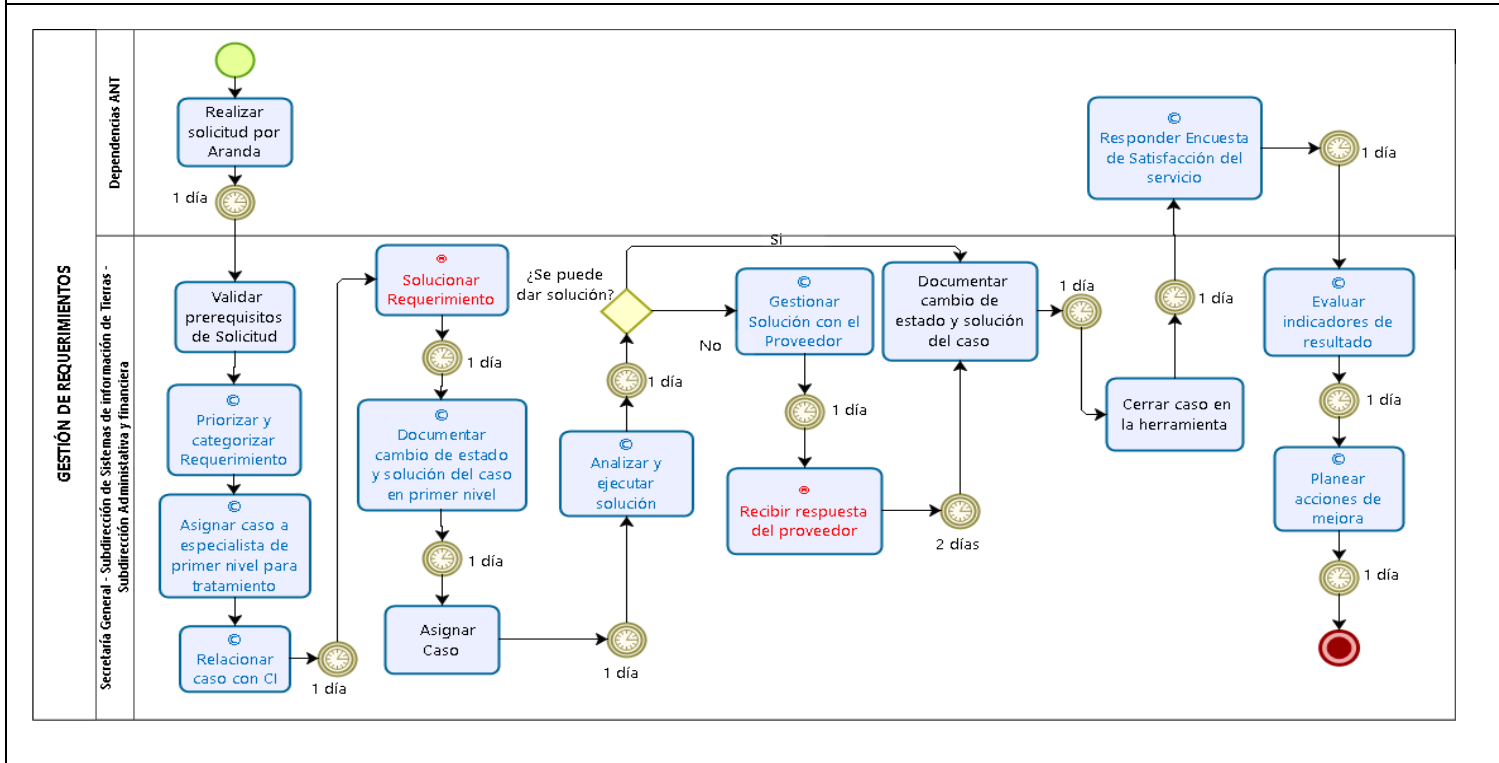 GESTIÓN DE REQUERIMIENTOS
Dependencias ANT
Realizar
solicitud por
Aranda
1 día
Secretaría General - Subdirección de Sistemas de información de Tierras -
Subdirección Administativa y financiera
Validar
prerequisitos
de Solicitud
©
Priorizar y
categorizar
Requerimiento
©
Asignar caso a
especialista de
primer nivel para
tratamiento
©
Relacionar
caso con CI
1 día
®
Solucionar
Requerimiento
1 día
©
Documentar
cambio de estado
y solución del caso
en primer nivel
1 día
Asignar
Caso
1 día
©
Analizar y
ejecutar
solución
1 día
¿Se puede
dar solución?
Si
No
©
Gestionar
Solución con el
Proveedor
1 día
®
Recibir respuesta
del proveedor
2 días
Documentar
cambio de
estado y solución
del caso
1 día
Cerrar caso en
la herramienta
1 día
©
Responder Encuesta
de Satisfacción del
servicio
1 día
©
Evaluar
indicadores de
resultado
1 día
©
Planear
acciones de
mejora
1 día